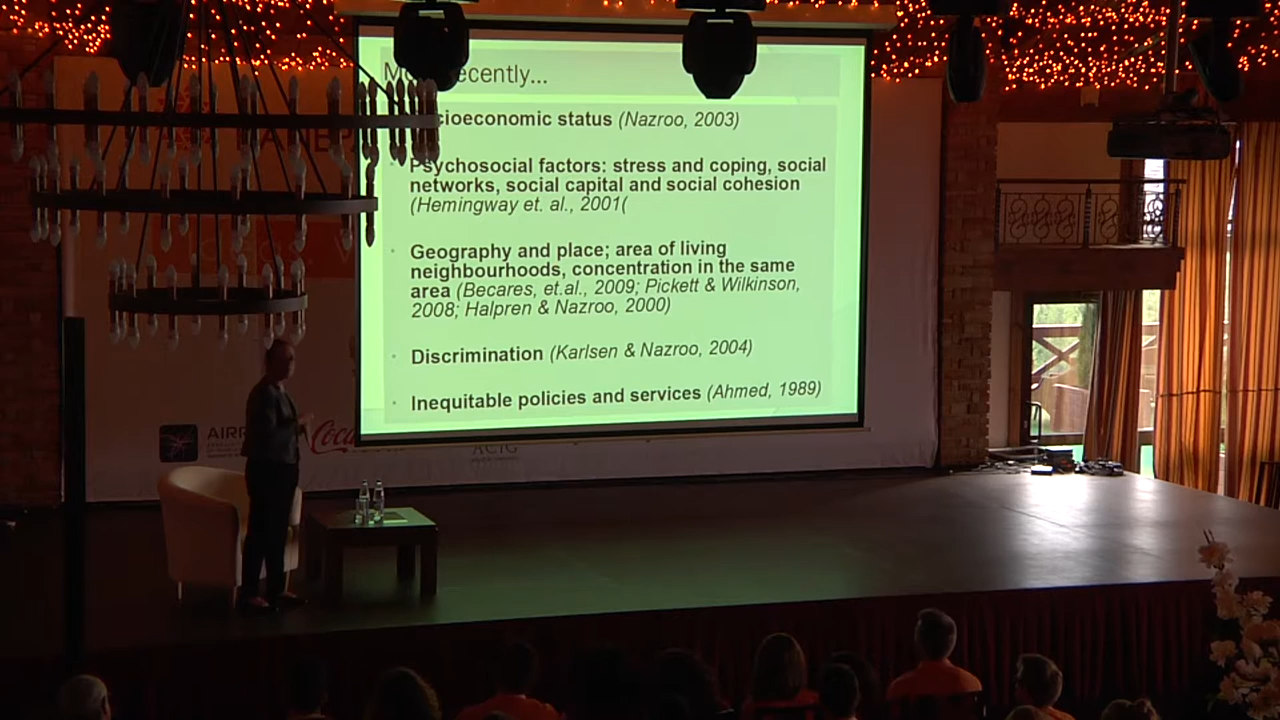 ecently...
cioeconomic status (Nazroo, 2003)
Psychosocial factors: stress and coping, social
networks, social capital and social cohesion
(Hemingway et. al., 2001(
Geography and place; area of living
neighbourhoods, concentration in the same
area (Becares, et.al., 2009; Pickett & Wilkinson,
2008; Halpren & Nazroo, 2000)
Discrimination (Karlsen & Nazroo, 2004)
Inequitable policies and services (Ahmed, 1989)
ACIG